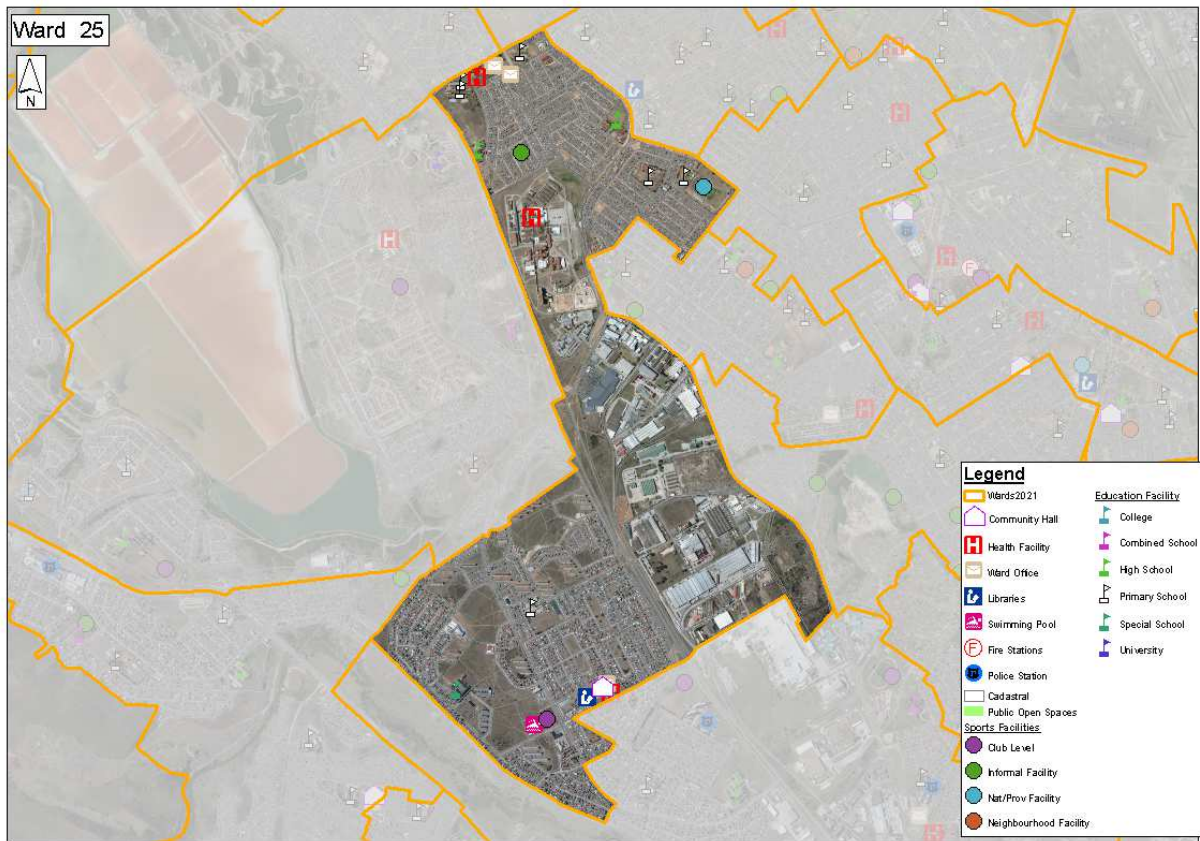 Ward 25
N
Legend
Wards2021
Community Hall
H Health Facility
Ward Office
Libraries
Swimming Pool
F Fire Stations
Police Station
Cadastral
Public Open Spaces
Sports Facilities
Club Level
Informal Facility
Nat/Prov Facility
Neighbourhood Facility
Education Facility
College
Combined School
High School
Primary School
Special School
University